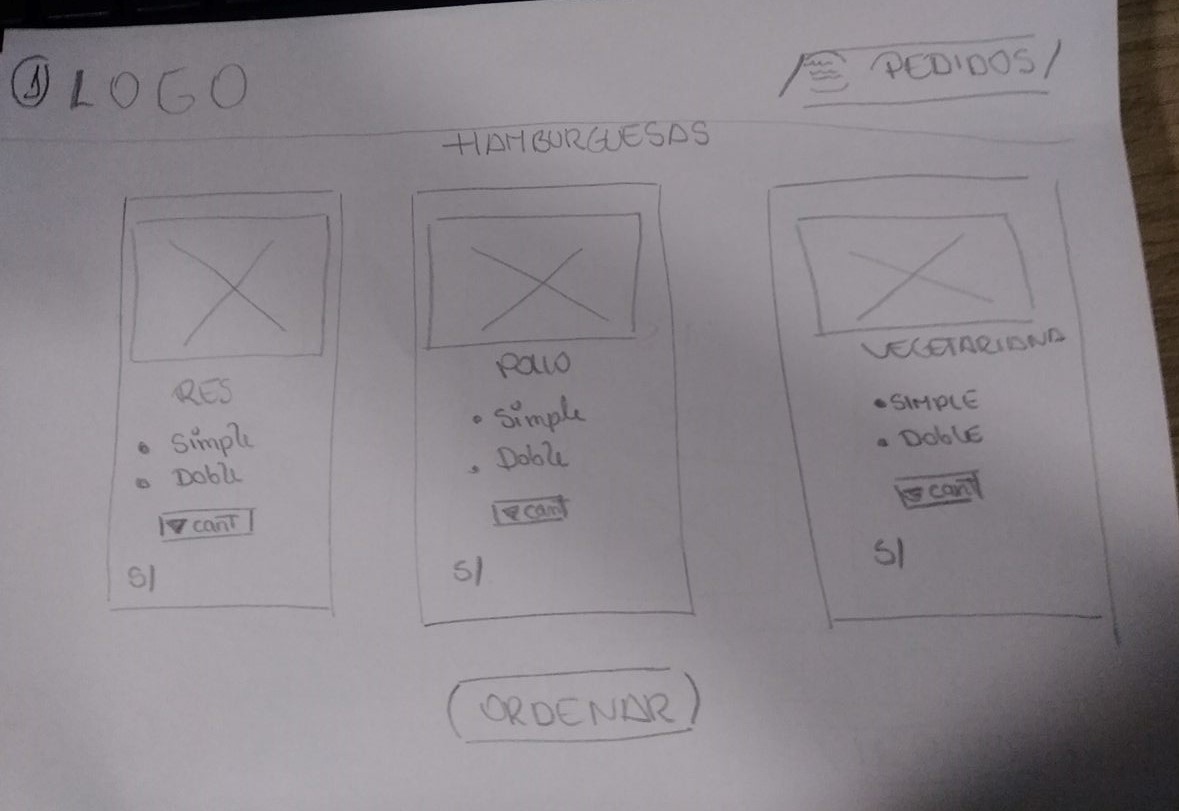 1 LOGO
PEDIDOS
HAMBURGUESAS
RES
• Simple
• Doble
▼ canT
S/
POLLO
• Simple
• Doble
▼ cant
S/
VEGETARIANA
• SIMPLE
• DOBLE
▼ canT
S/
ORDENAR